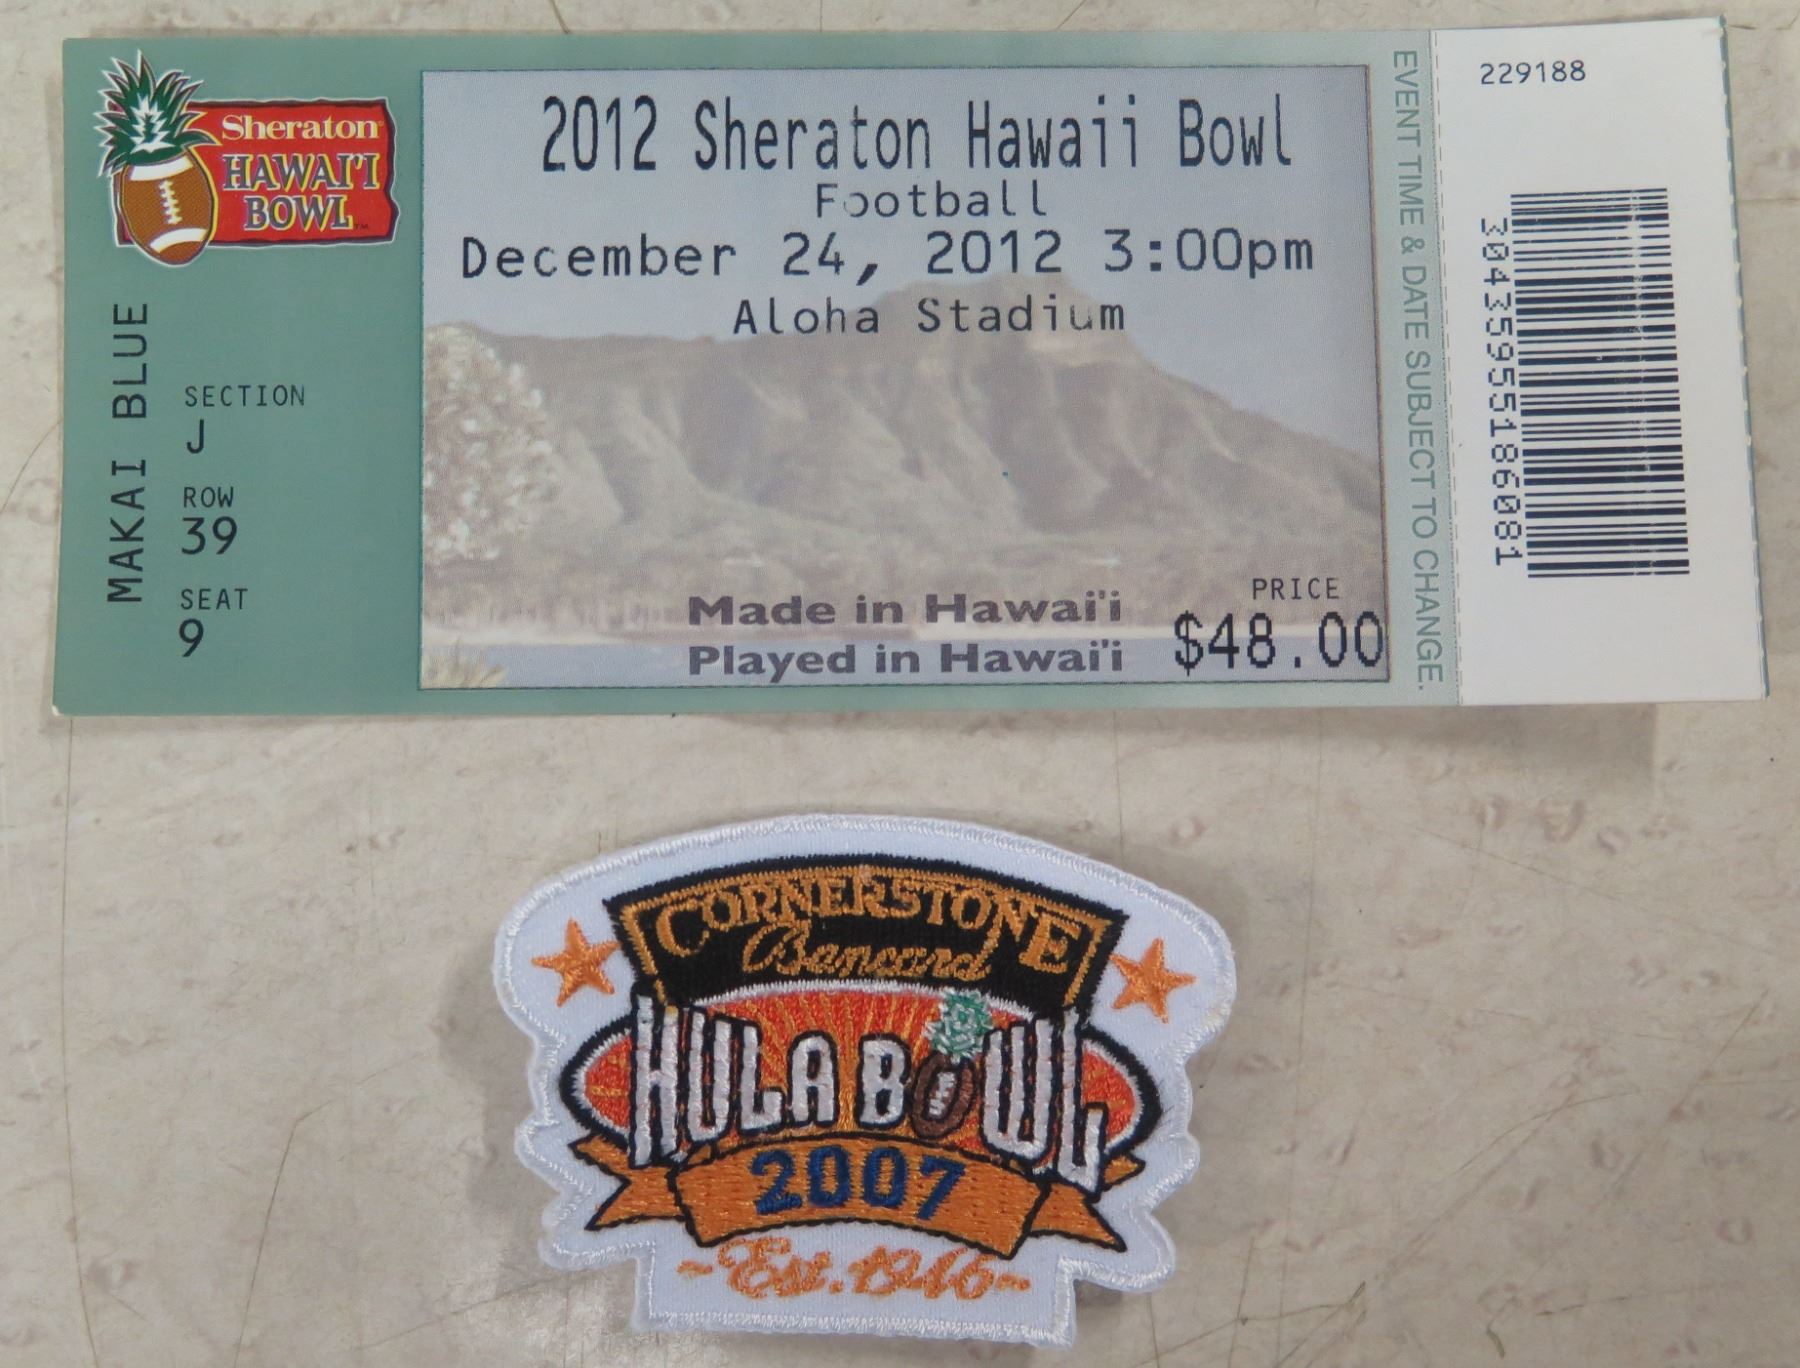 Sheraton
HAWAI'I
BOWL™
MAKAI BLUE
SECTION
J
ROW
39
SEAT
9
2012 Sheraton Hawaii Bowl
Football
December 24, 2012 3:00pm
Aloha Stadium
Made in Hawai'i
Played in Hawai'i
PRICE
$48.00
EVENT TIME & DATE SUBJECT TO CHANGE.
229188
30435955186081
CORNERSTONE
Bancard
HULA BOWL
2007
~Est. 1946~